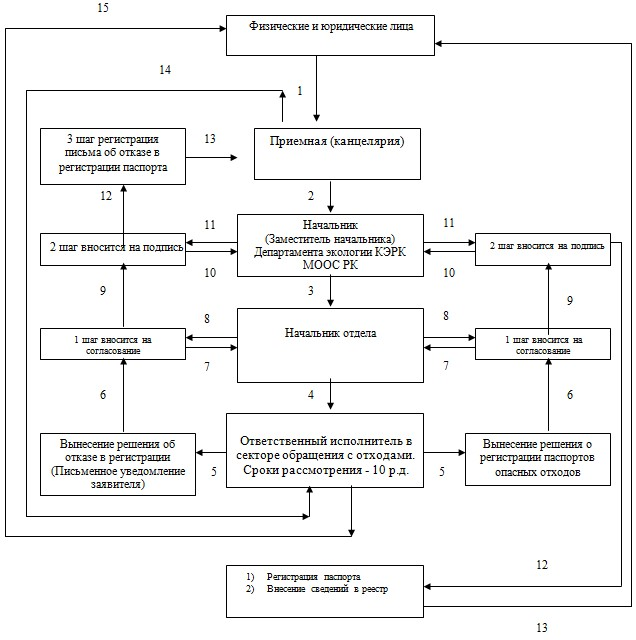 15
Физические и юридические лица
14
1
3 шаг регистрация
письма об отказе в
регистрации паспорта
13
Приемная (канцелярия)
12
2
11
Начальник
(Заместитель начальника)
Департамента экологии КЭРК
МООС РК
11
2 шаг вносится на подпись
2 шаг вносится на подпись
10
10
9
3
9
8
Начальник отдела
8
1 шаг вносится на
согласование
1 шаг вносится на
согласование
7
7
6
4
6
Вынесение решения об
отказе в регистрации
(Письменное уведомление
заявителя)
5
Ответственный исполнитель в
секторе обращения с отходами.
Сроки рассмотрения - 10 р.д.
5
Вынесение решения о
регистрации паспортов
опасных отходов
12
1) Регистрация паспорта
2) Внесение сведений в реестр
13